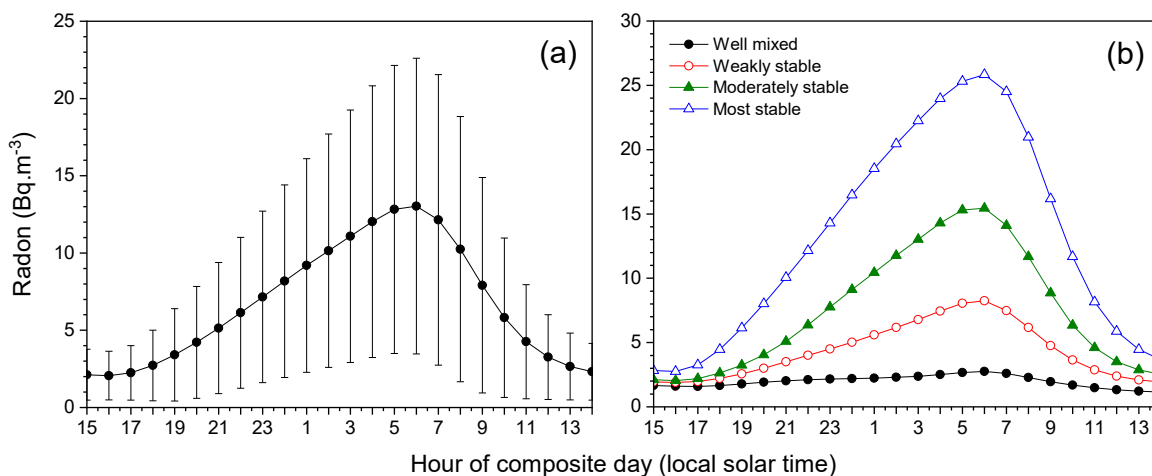 (a)
Radon (Bq.m⁻³)
25
20
15
10
5
0
15 17 19 21 23 1 3 5 7 9 11 13
(b)
Well mixed
Weakly stable
Moderately stable
Most stable
30
25
20
15
10
5
0
15 17 19 21 23 1 3 5 7 9 11 13
Hour of composite day (local solar time)